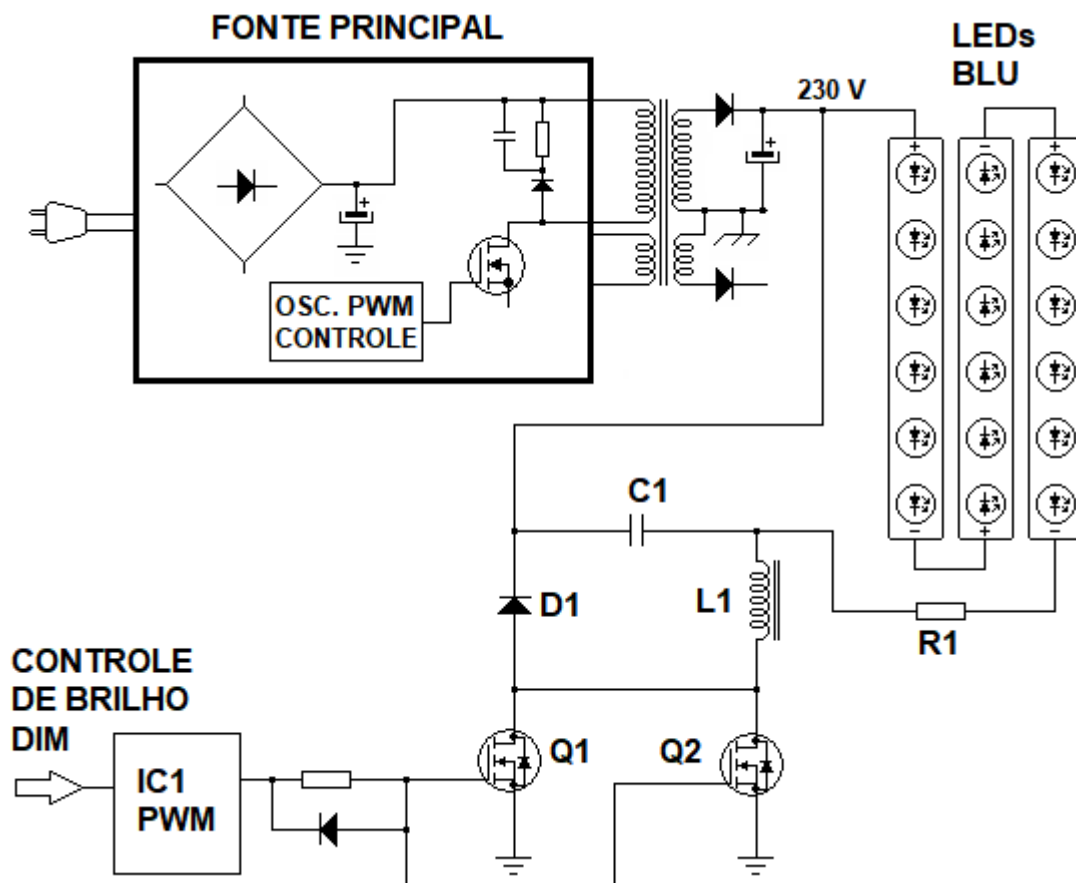 FONTE PRINCIPAL
LEDs
BLU
230 V
+
+
+
-
+
OSC. PWM
CONTROLE
-
+
-
C1
D1
L1
R1
CONTROLE
DE BRILHO
DIM
IC1
PWM
Q1
Q2